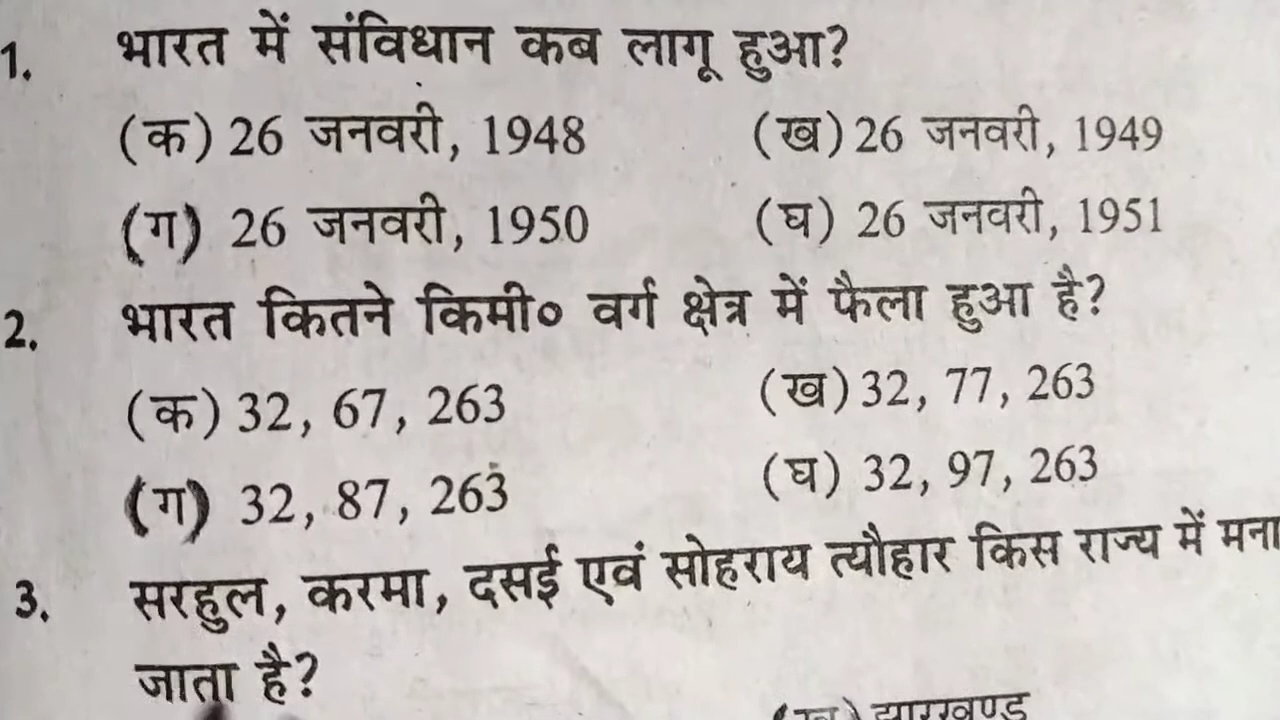 1. भारत में संविधान कब लागू हुआ?
(क) 26 जनवरी, 1948 (ख) 26 जनवरी, 1949
(ग) 26 जनवरी, 1950 (घ) 26 जनवरी, 1951
2. भारत कितने किमी० वर्ग क्षेत्र में फैला हुआ है?
(क) 32, 67, 263 (ख) 32, 77, 263
(ग) 32, 87, 263 (घ) 32, 97, 263
3. सरहुल, करमा, दसई एवं सोहराय त्यौहार किस राज्य में मना
जाता है?
(ख) झारखण्ड